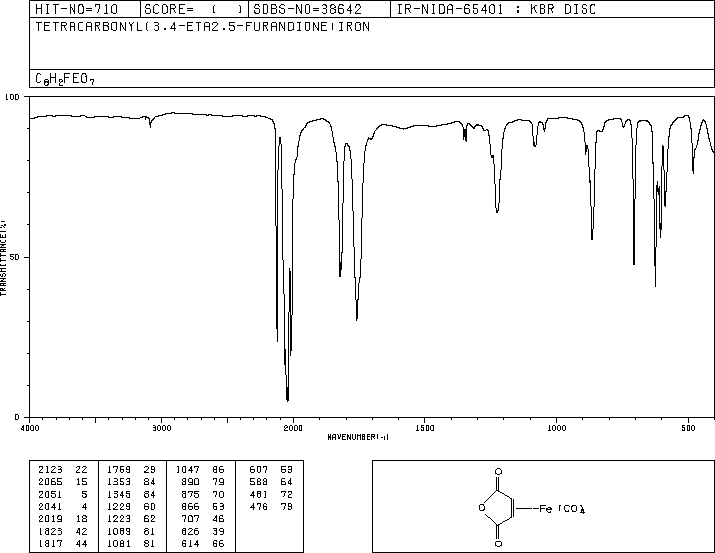 HIT-NO=710 SCORE= ( ) SDBS-NO=38642 IR-NIDA-65401 : KBR DISC
TETRACARBONYL(3.4-ETA2.5-FURANDIONE)IRON
C8H2FEO7
100
50
0
TRANSMITTANCE(%)
4000 3000 2000 1500 1000 500
WAVENUMBER(-1)
2123 22 1769 29 1047 86 607 53
2065 15 1353 84 890 79 588 64
2051 5 1345 84 875 70 481 72
2041 4 1229 60 866 53 476 79
2019 18 1223 62 707 46
1823 42 1089 81 626 39
1817 44 1081 81 614 66
O
O Fe (CO)4
O